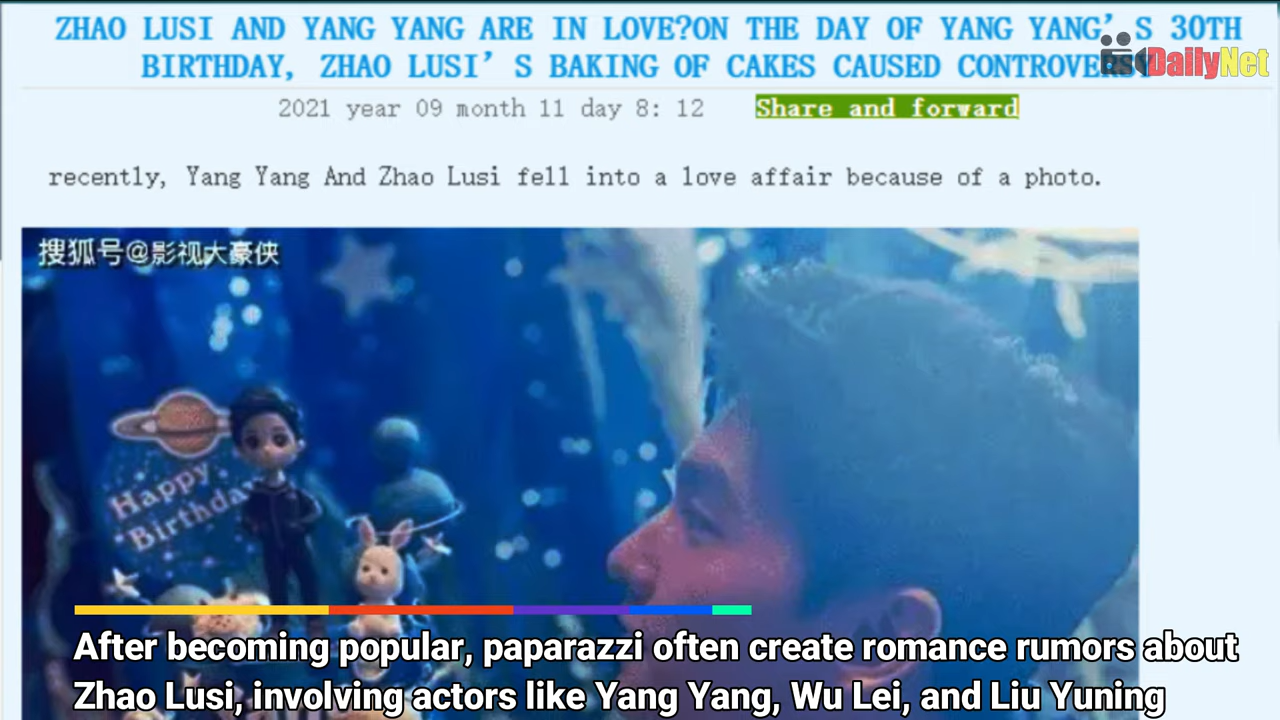 ZHAO LUSI AND YANG YANG ARE IN LOVE?ON THE DAY OF YANG YANG'S 30TH
BIRTHDAY, ZHAO LUSI'S BAKING OF CAKES CAUSED CONTROVERSY
DailyNet
2021 year 09 month 11 day 8: 12 Share and forward
recently, Yang Yang And Zhao Lusi fell into a love affair because of a photo.
搜狐号@影视大豪侠
Happy
Birthday
After becoming popular, paparazzi often create romance rumors about
Zhao Lusi, involving actors like Yang Yang, Wu Lei, and Liu Yuning